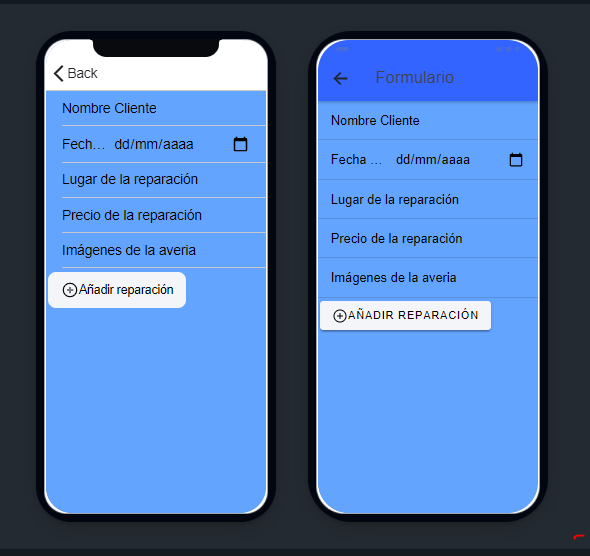 Back
Nombre Cliente
Fech... dd/mm/aaaa
Lugar de la reparación
Precio de la reparación
Imágenes de la averia
Añadir reparación
Formulario
Nombre Cliente
Fecha ... dd/mm/aaaa
Lugar de la reparación
Precio de la reparación
Imágenes de la averia
AÑADIR REPARACIÓN